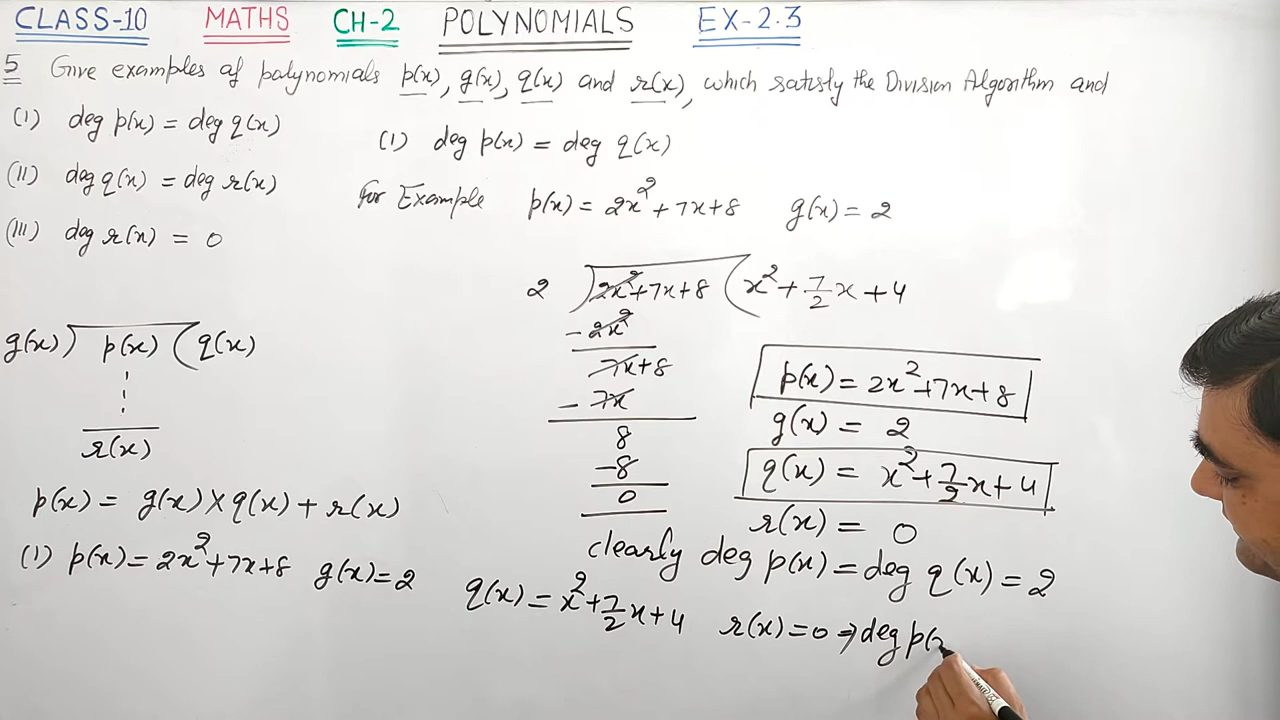 CLASS-10 MATHS CH-2 POLYNOMIALS EX-2.3
5 Give examples of polynomials p(x), g(x), q(x) and r(x), which satisfy the Division Algorithm and
(I) deg p(x) = deg q(x)
(II) deg q(x) = deg r(x)
(III) deg r(x) = 0
g(x) ) p(x) ( q(x)
r(x)
p(x) = g(x) × q(x) + r(x)
(I) deg p(x) = deg q(x)
For Example p(x) = 2x²+7x+8 g(x) = 2
2 ) 2x²+7x+8 ( x²+7/2x+4
-2x²
7x+8
- 7x
8
-8
0
p(x) = 2x²+7x+8
g(x) = 2
q(x) = x²+7/2x+4
r(x) = 0
clearly deg p(x) = deg q(x) = 2
(I) p(x) = 2x²+7x+8 g(x)=2 q(x) = x²+7/2x+4 r(x)=0 ⇒ deg p(